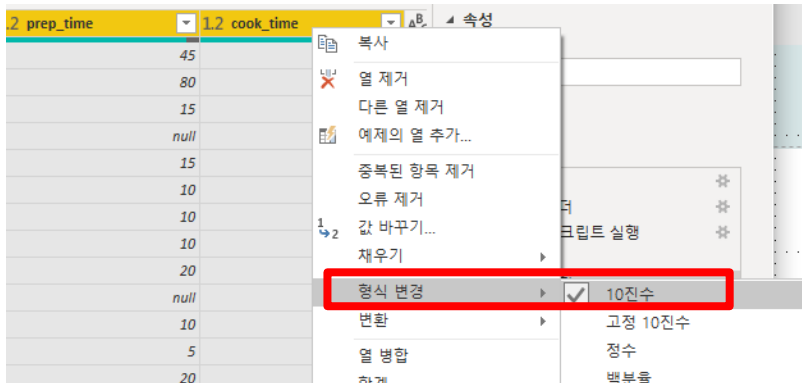 .2 prep_time
1.2 cook_time
속성
45
80
15
null
15
10
10
10
20
null
10
5
20
복사
열 제거
다른 열 제거
예제의 열 추가...
중복된 항목 제거
오류 제거
값 바꾸기...
채우기
형식 변경
변환
열 병합
더
크립트 실행
10진수
고정 10진수
정수
백분율